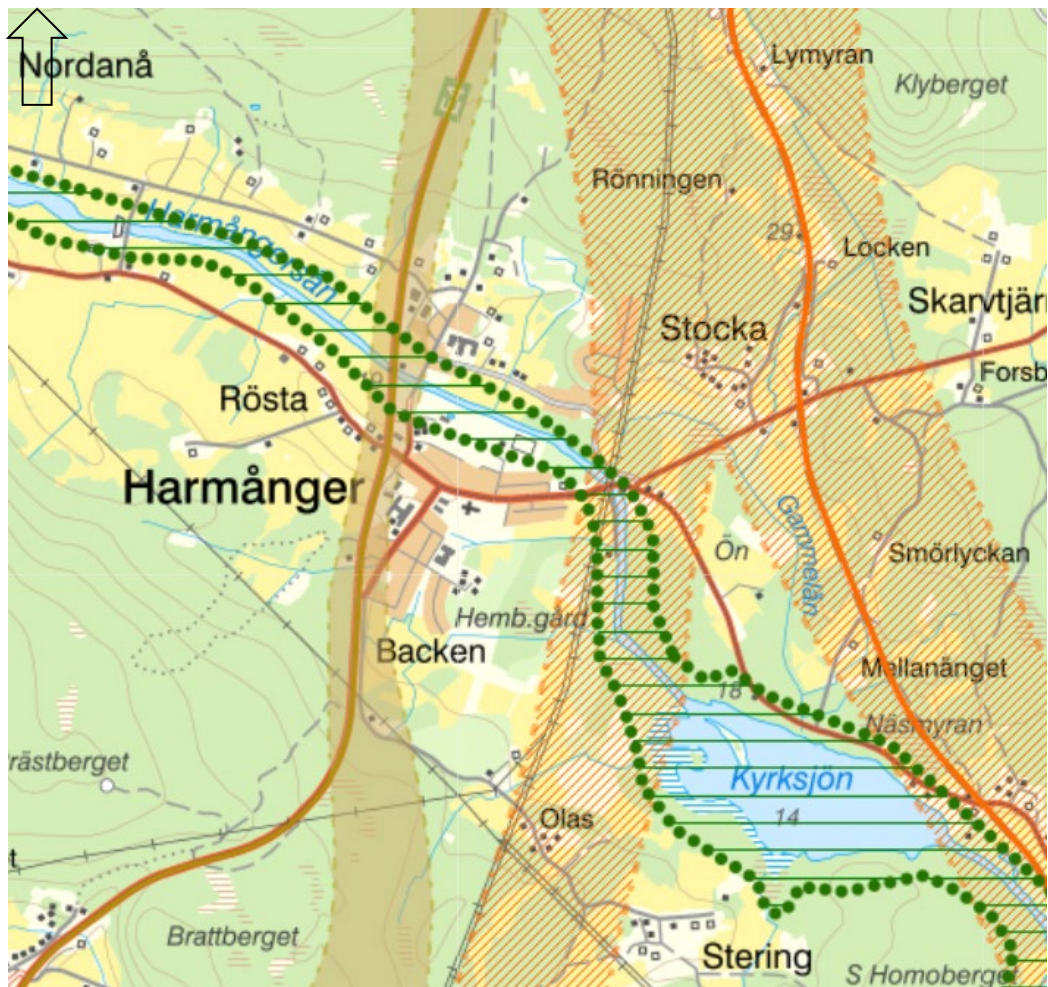 Nordanå
Lymyran
Klyberget
Rönningen
Harmångersån
29
Locken
Skarvtjärn
Stocka
Forsb
Rösta
Harmånger
Gammelån
Ön
Smörlyckan
Hemb.gård
Backen
Mellanänget
18
Näsmyran
rästberget
Kyrksjön
14
Olas
et
Brattberget
Stering
S Homoberget